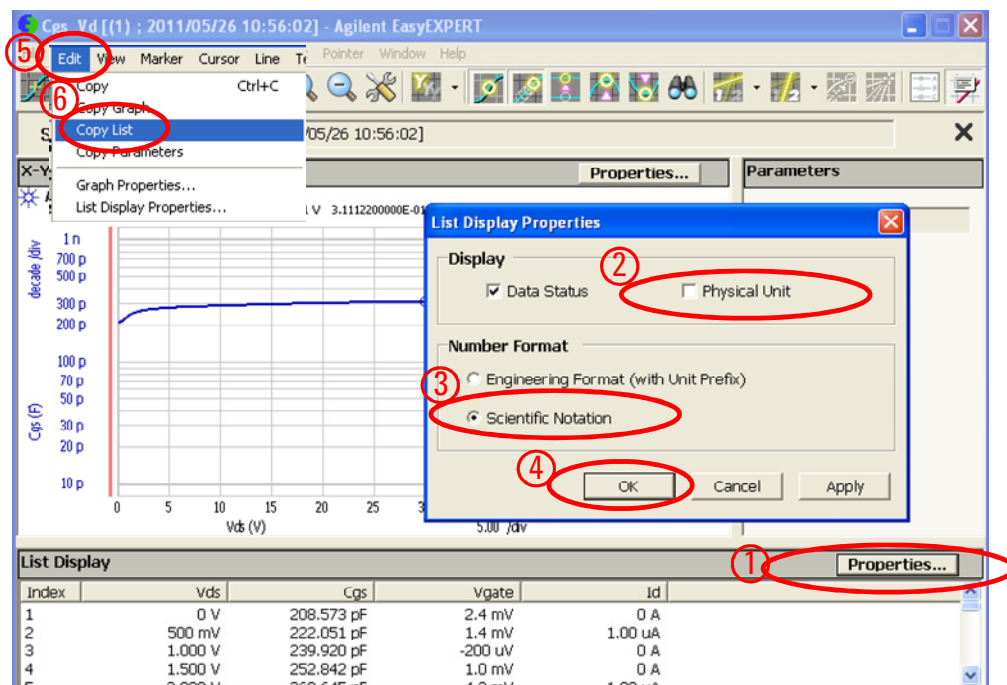 Cgs_Vd [(1) ; 2011/05/26 10:56:02] - Agilent EasyEXPERT
⑤ Edit View Marker Cursor Line Pointer Window Help
Copy Ctrl+C
⑥ Copy Graph
Copy List
Copy Parameters
Graph Properties...
List Display Properties...
/05/26 10:56:02]
X-Y
Properties...
Parameters
V 3.1112200000E-01
decade /div
Cgs (F)
1 n
700 p
500 p
300 p
200 p
100 p
70 p
50 p
30 p
20 p
10 p
0 5 10 15 20 25
Vds (V)
5.00 /div
List Display Properties
Display
Data Status
② Physical Unit
Number Format
Engineering Format (with Unit Prefix)
③ Scientific Notation
④ OK Cancel Apply
List Display
① Properties...
Index Vds Cgs Vgate Id
1 0 V 208.573 pF 2.4 mV 0 A
2 500 mV 222.051 pF 1.4 mV 1.00 uA
3 1.000 V 239.920 pF -200 uV 0 A
4 1.500 V 252.842 pF 1.0 mV 0 A